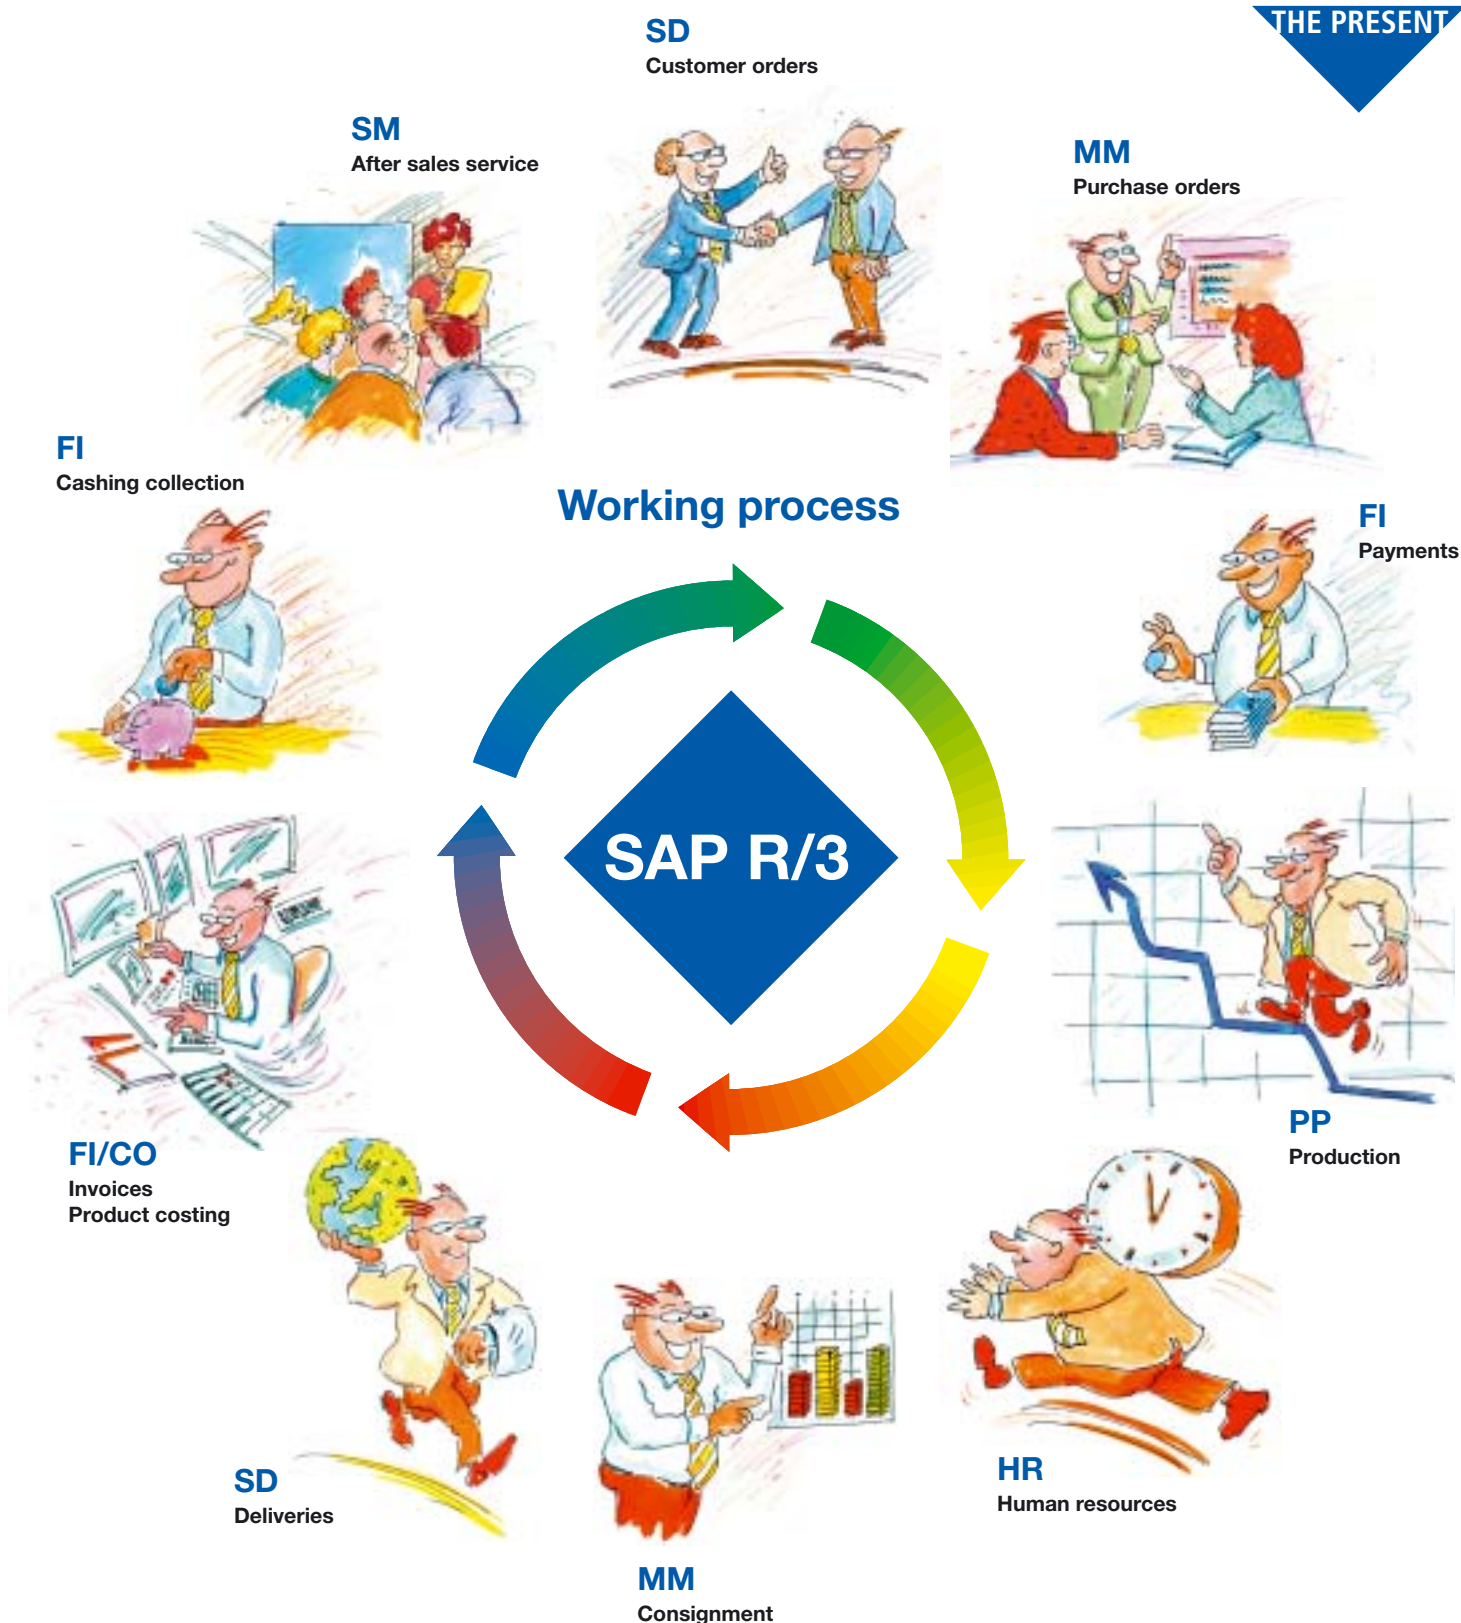 THE PRESENT
SD
Customer orders
SM
After sales service
MM
Purchase orders
FI
Cashing collection
Working process
FI
Payments
SAP R/3
PP
Production
FI/CO
Invoices
Product costing
HR
Human resources
SD
Deliveries
MM
Consignment